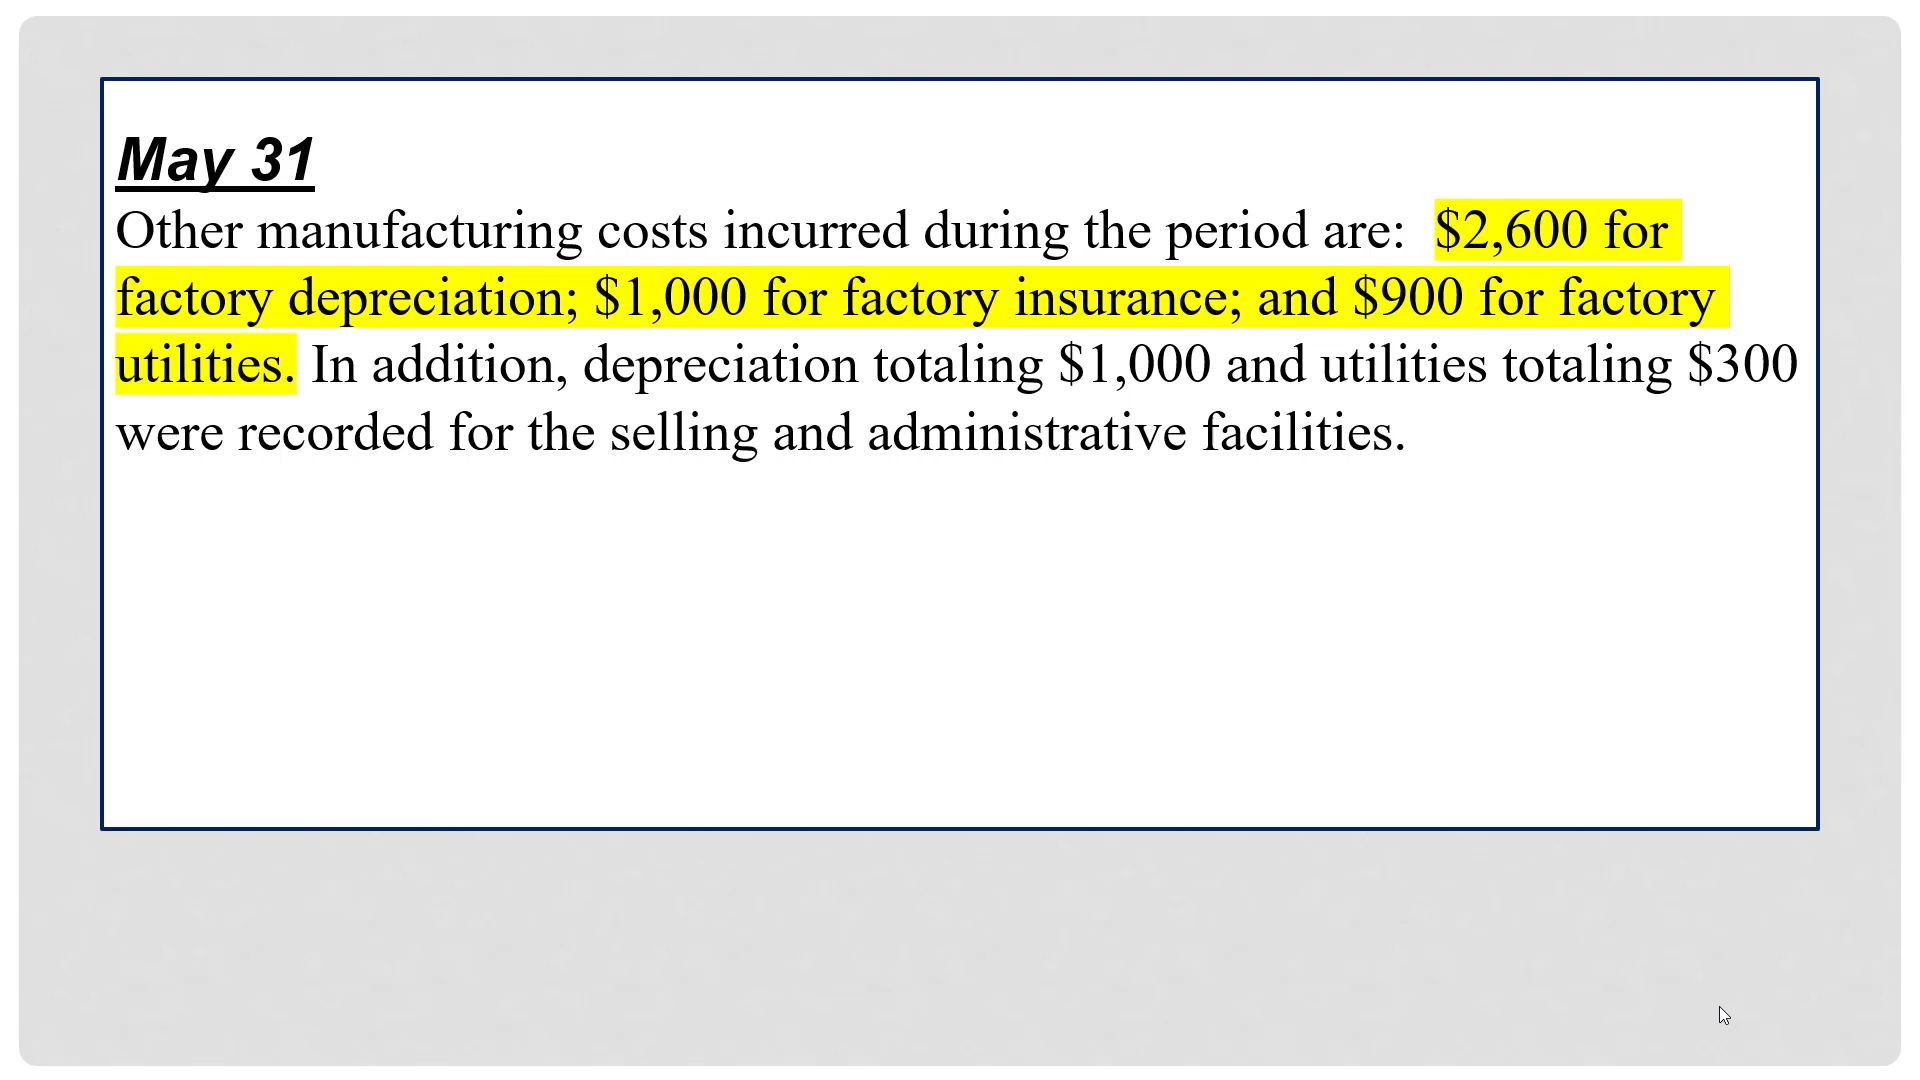 May 31
Other manufacturing costs incurred during the period are:  $2,600 for
factory depreciation; $1,000 for factory insurance; and $900 for factory
utilities. In addition, depreciation totaling $1,000 and utilities totaling $300
were recorded for the selling and administrative facilities.